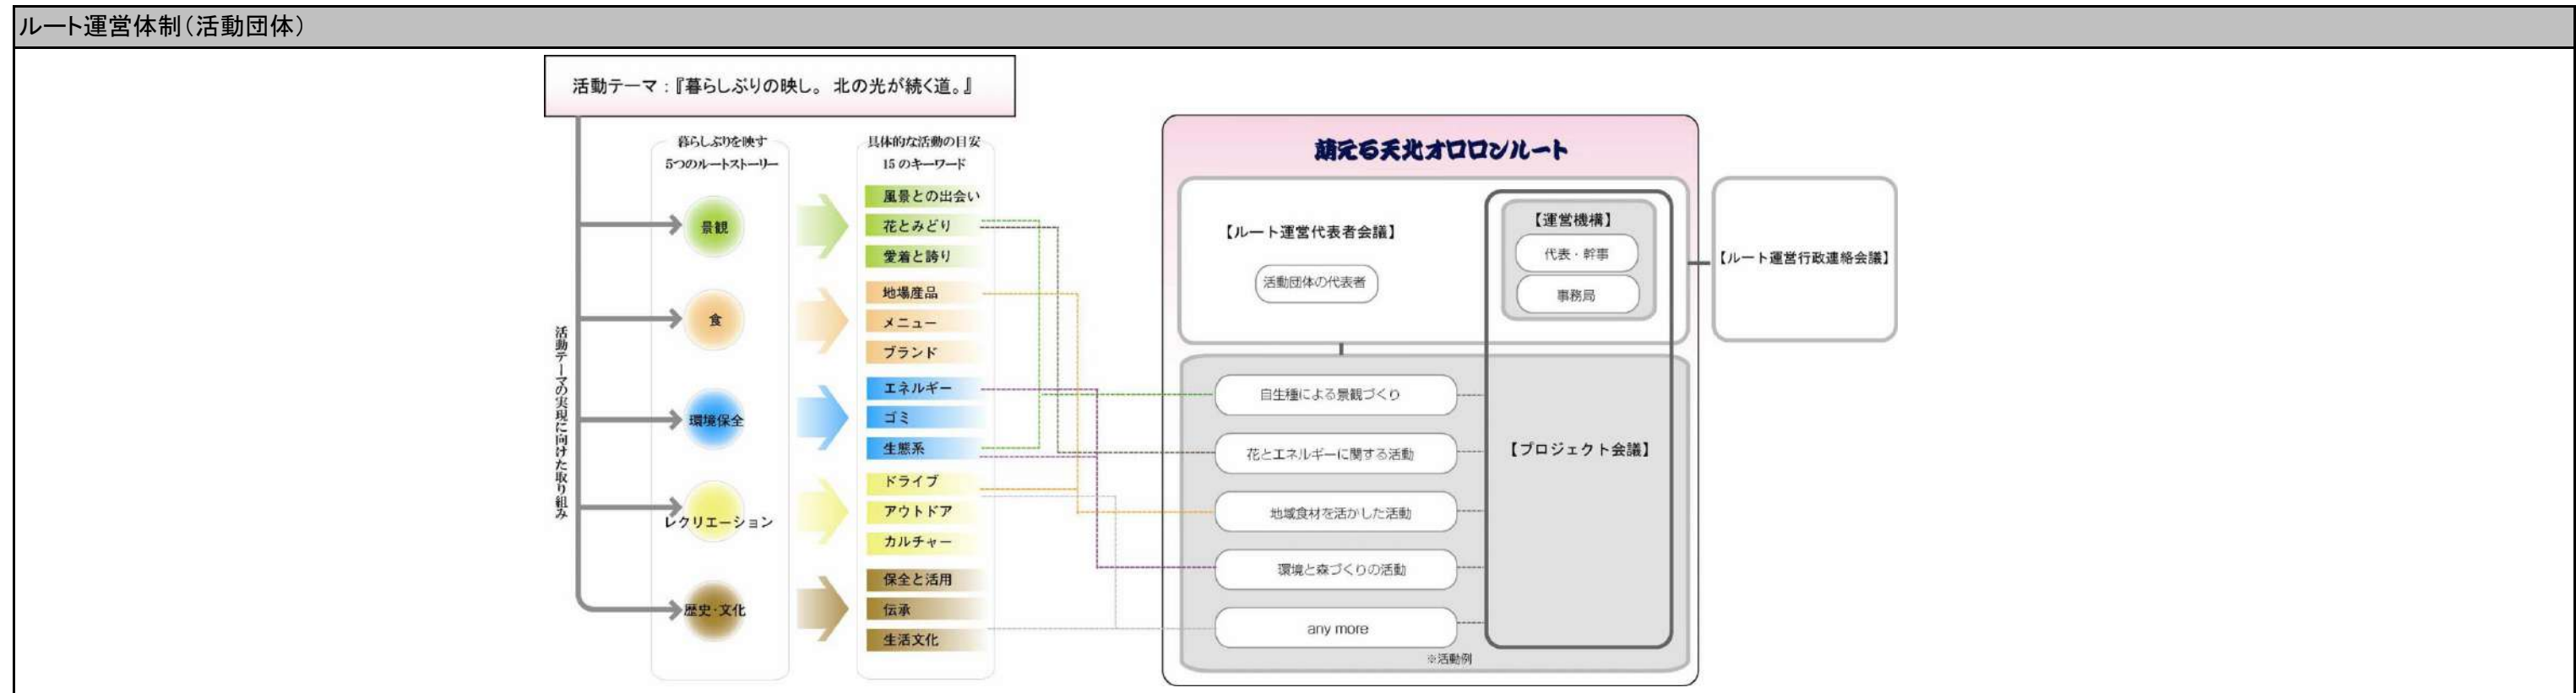 ルート運営体制(活動団体)
活動テーマ:『暮らしぶりの映し。 北の光が続く道。』
活動テーマの実現に向けた取り組み
暮らしぶりを映す
5つのルートストーリー
景観
食
環境保全
レクリエーション
歴史・文化
具体的な活動の目安
15 のキーワード
風景との出会い
花とみどり
愛着と誇り
地場産品
メニュー
ブランド
エネルギー
ゴミ
生態系
ドライブ
アウトドア
カルチャー
保全と活用
伝承
生活文化
萌える天北オロロンルート
【ルート運営代表者会議】
活動団体の代表者
【運営機構】
代表・幹事
事務局
【ルート運営行政連絡会議】
自生種による景観づくり
花とエネルギーに関する活動
地域食材を活かした活動
環境と森づくりの活動
any more
【プロジェクト会議】
※活動例